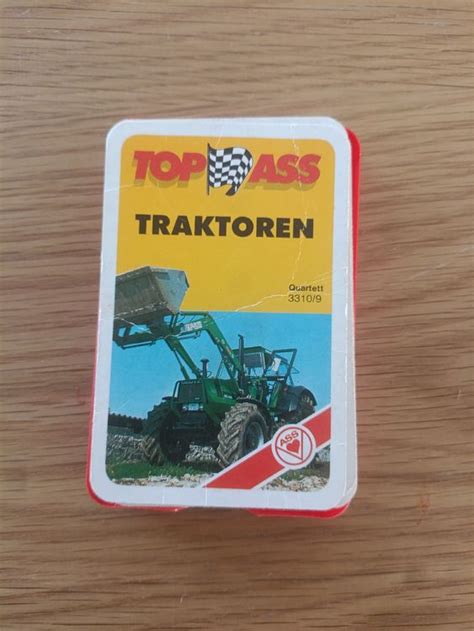 TOP ASS
TRAKTOREN
Quartett
3310/9
ASS